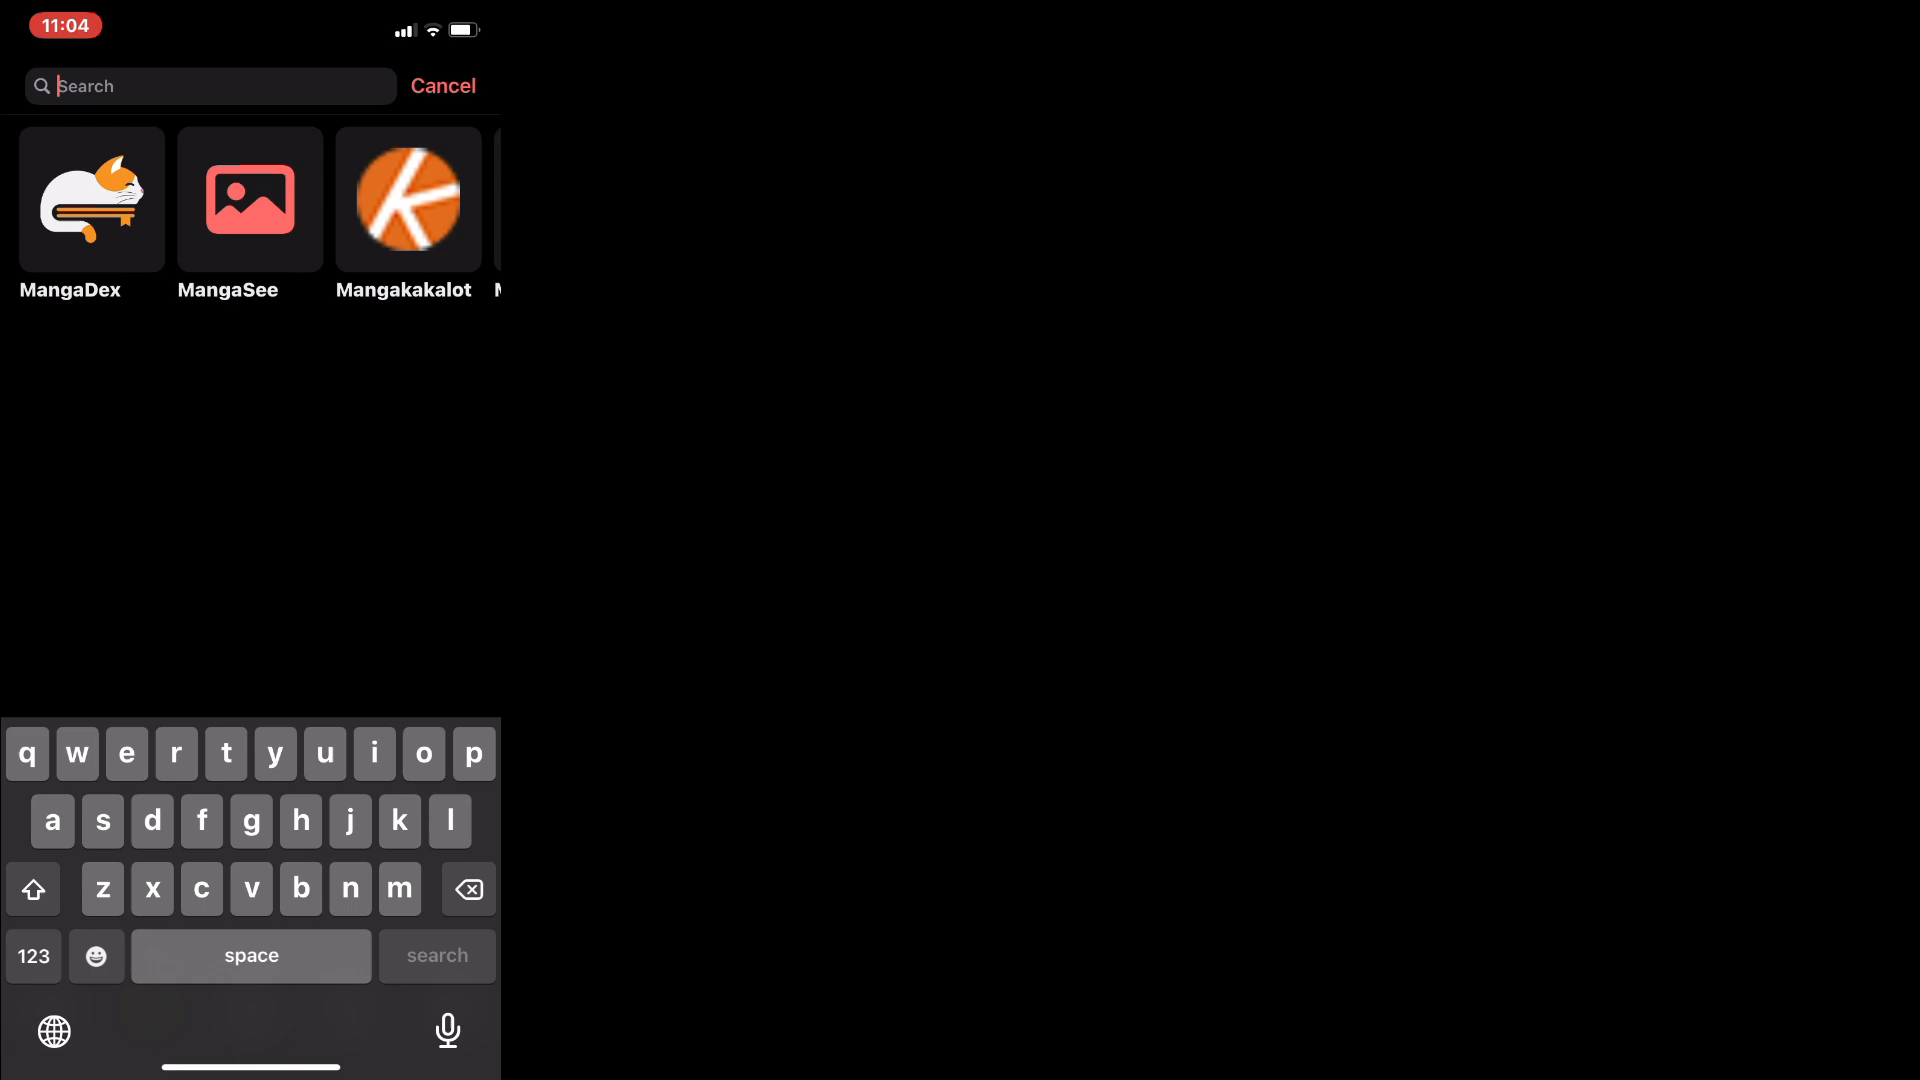 11:04
Search
Cancel
MangaDex
MangaSee
Mangakakalot
q w e r t y u i o p
a s d f g h j k l
z x c v b n m
123 space search